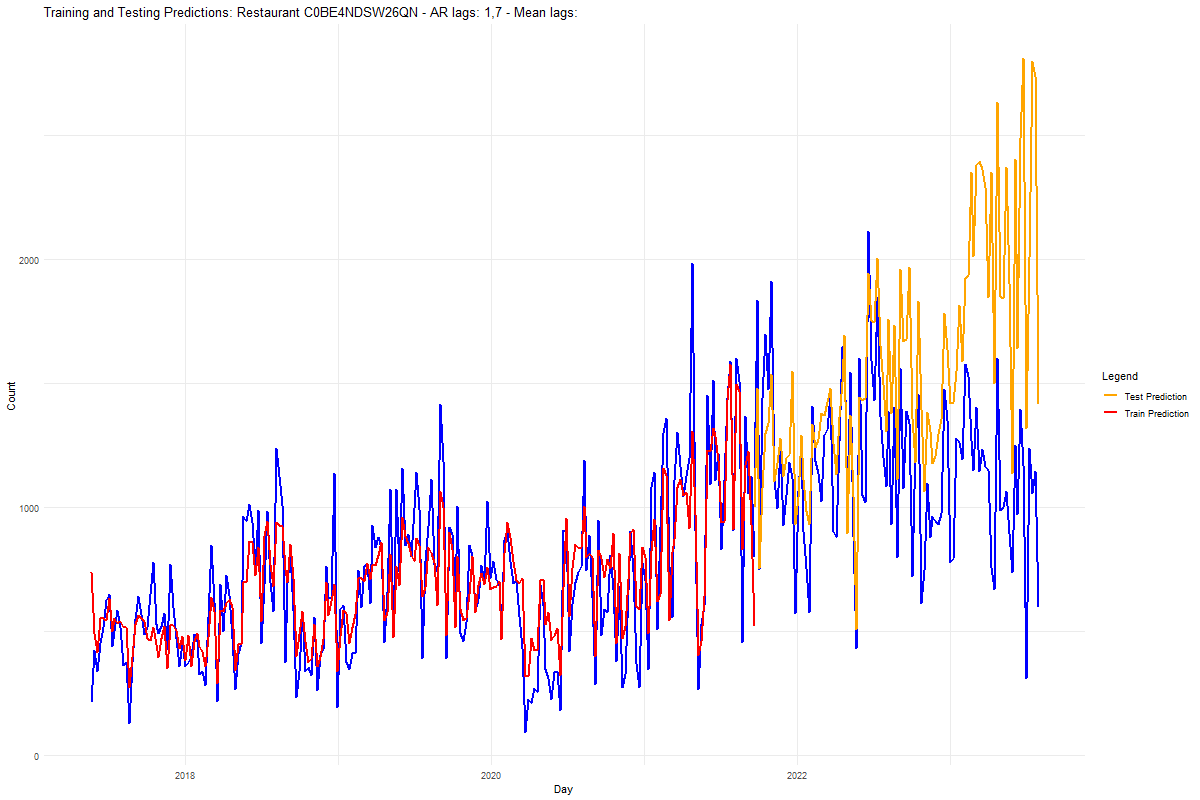 Training and Testing Predictions: Restaurant C0BE4NDSW26QN - AR lags: 1,7 - Mean lags:
Count
2000
1000
0
2018
2020
2022
Day
Legend
Test Prediction
Train Prediction